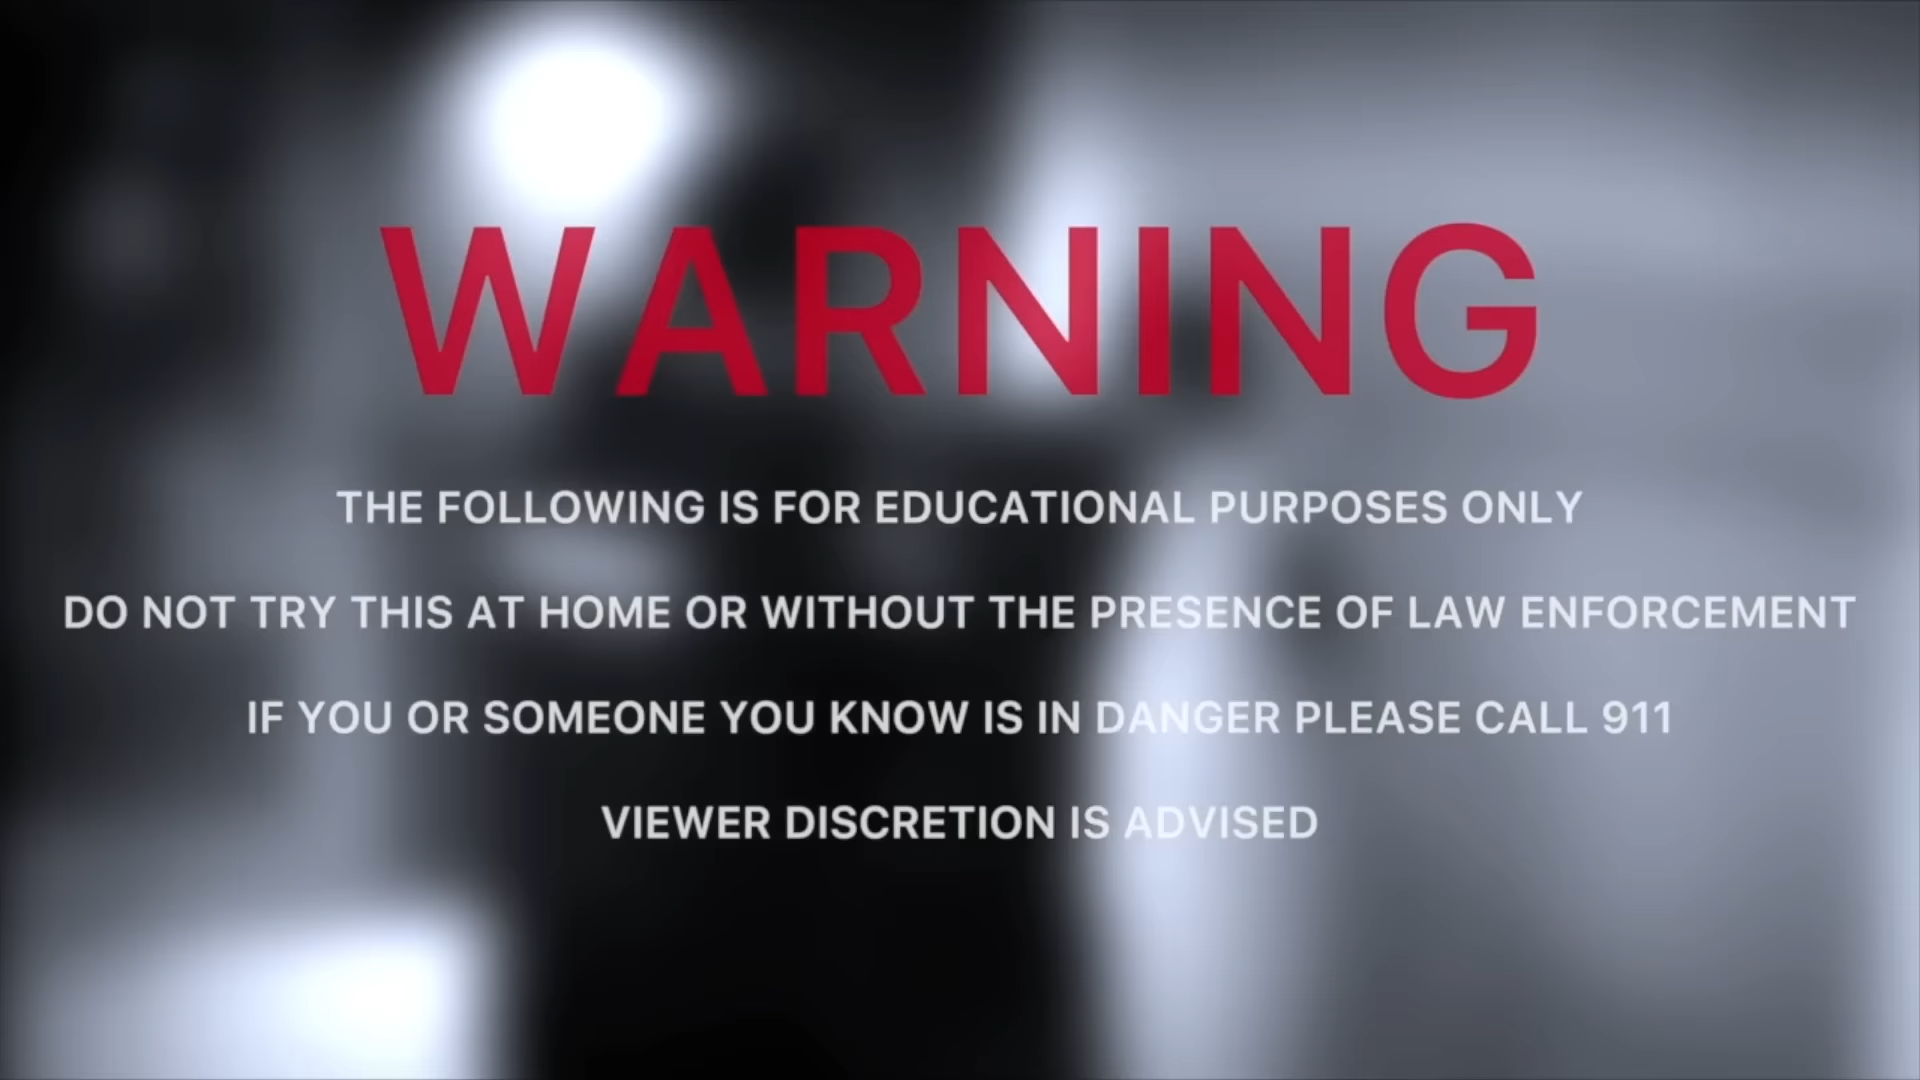 WARNING
THE FOLLOWING IS FOR EDUCATIONAL PURPOSES ONLY
DO NOT TRY THIS AT HOME OR WITHOUT THE PRESENCE OF LAW ENFORCEMENT
IF YOU OR SOMEONE YOU KNOW IS IN DANGER PLEASE CALL 911
VIEWER DISCRETION IS ADVISED